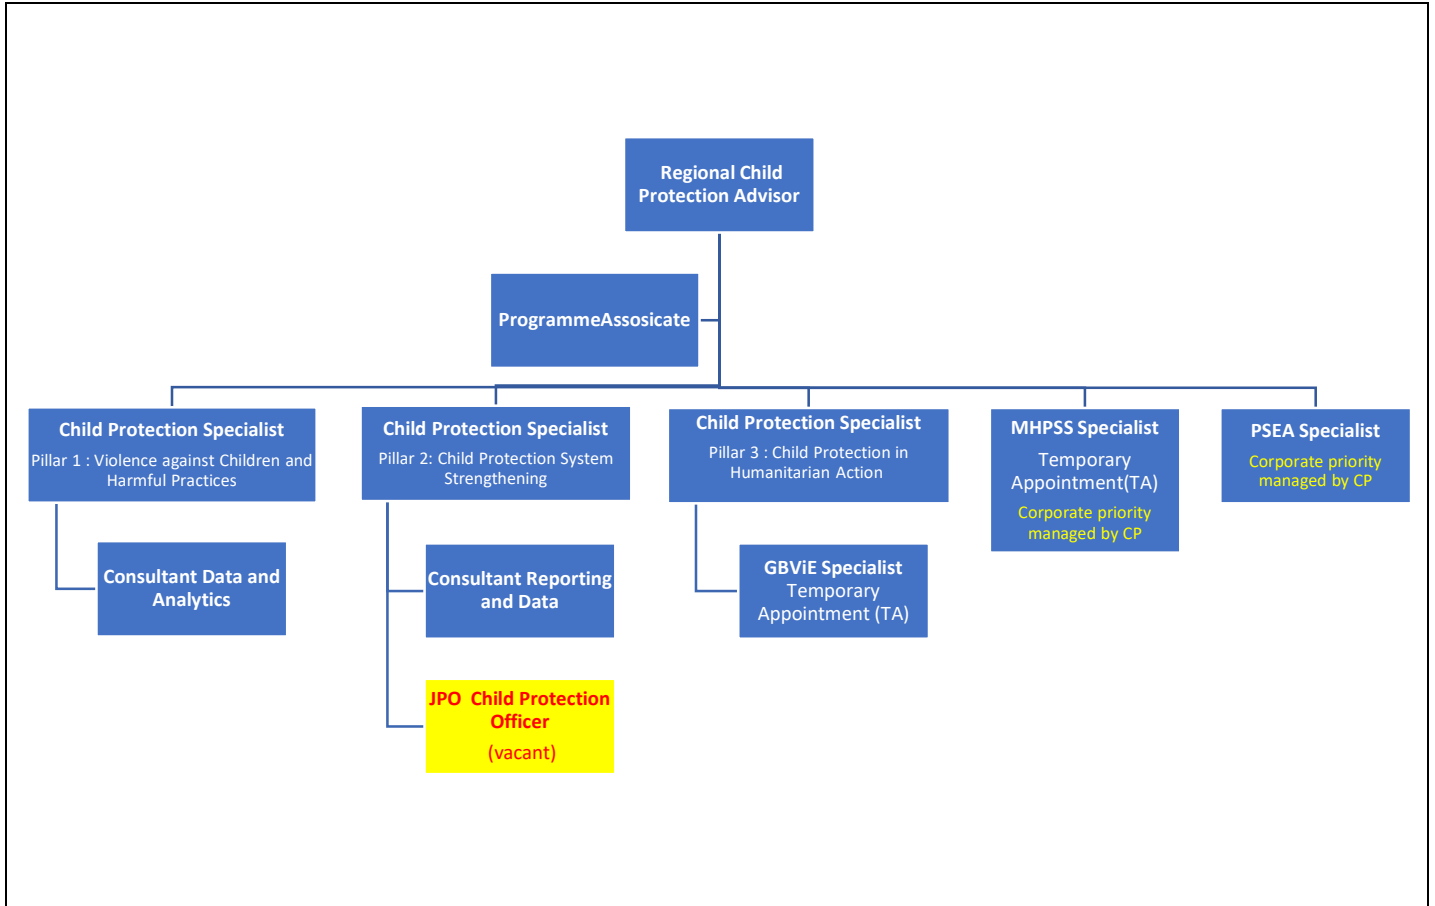 Regional Child
Protection Advisor
ProgrammeAssosicate
Child Protection Specialist
Pillar 1 : Violence against Children and
Harmful Practices
Consultant Data and
Analytics
Child Protection Specialist
Pillar 2: Child Protection System
Strengthening
Consultant Reporting
and Data
JPO  Child Protection
Officer
(vacant)
Child Protection Specialist
Pillar 3 : Child Protection in
Humanitarian Action
GBViE Specialist
Temporary
Appointment (TA)
MHPSS Specialist
Temporary
Appointment(TA)
Corporate priority
managed by CP
PSEA Specialist
Corporate priority
managed by CP